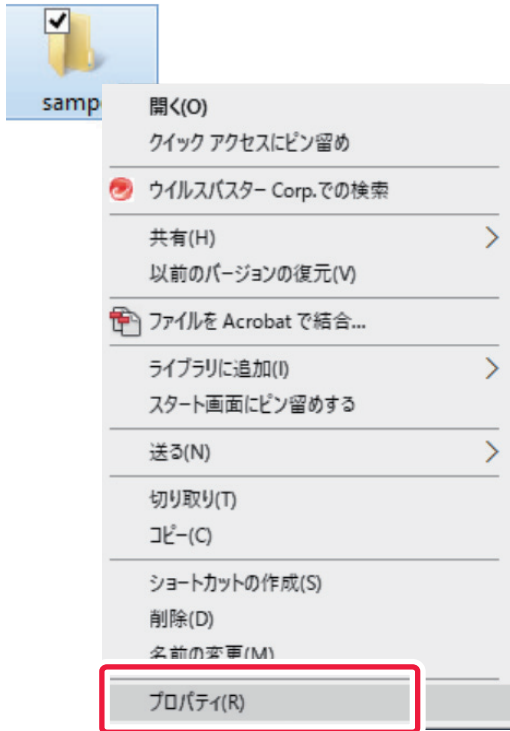 samp
開く(O)
クイック アクセスにピン留め
ウイルスバスター Corp.での検索
共有(H)
以前のバージョンの復元(V)
ファイルを Acrobat で結合...
ライブラリに追加(I)
スタート画面にピン留めする
送る(N)
切り取り(T)
コピー(C)
ショートカットの作成(S)
削除(D)
名前の変更(M)
プロパティ(R)